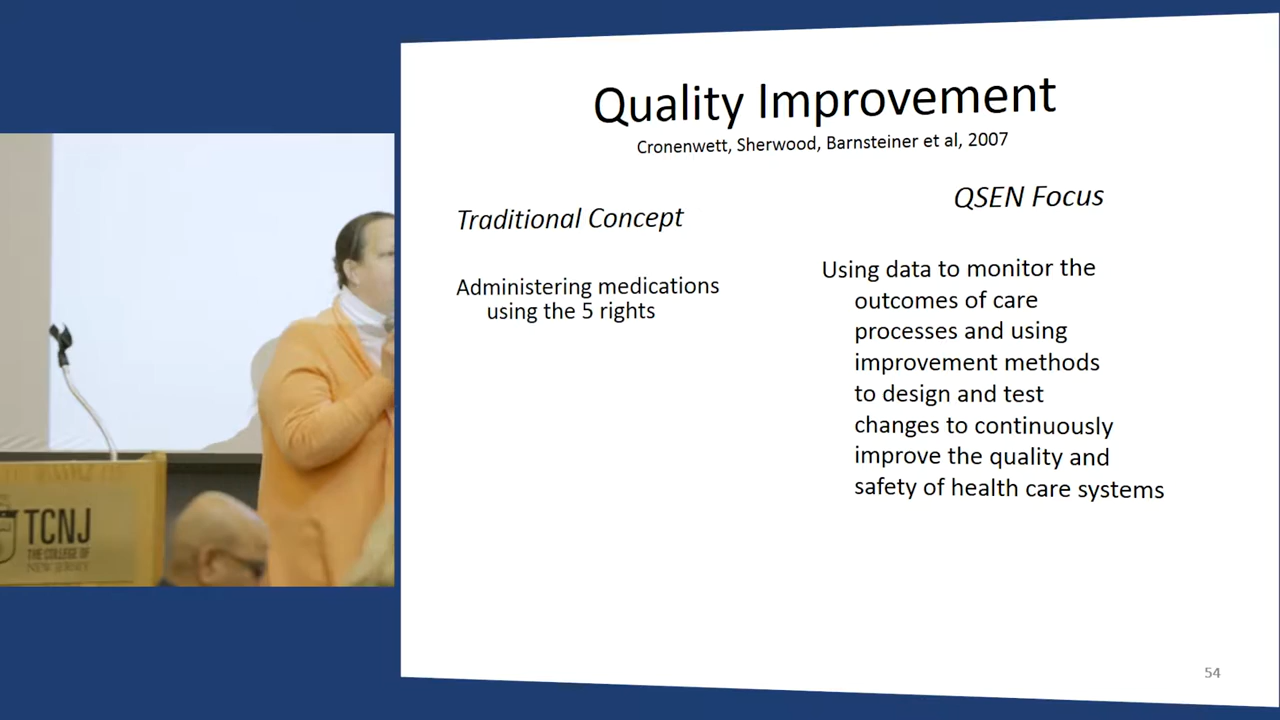 Quality Improvement
Cronenwett, Sherwood, Barnsteiner et al, 2007
Traditional Concept
Administering medications
using the 5 rights
QSEN Focus
Using data to monitor the
outcomes of care
processes and using
improvement methods
to design and test
changes to continuously
improve the quality and
safety of health care systems
54
TCNJ
THE COLLEGE OF
NEW JERSEY